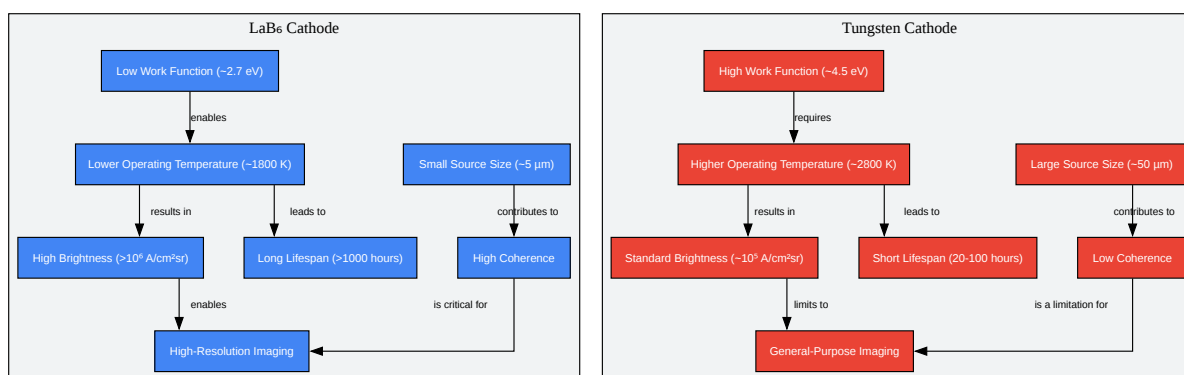 LaB₆ Cathode
Low Work Function (~2.7 eV)
enables
Lower Operating Temperature (~1800 K)
Small Source Size (~5 µm)
results in
leads to
contributes to
High Brightness (>10⁶ A/cm²sr)
Long Lifespan (>1000 hours)
High Coherence
enables
is critical for
High-Resolution Imaging
Tungsten Cathode
High Work Function (~4.5 eV)
requires
Higher Operating Temperature (~2800 K)
Large Source Size (~50 µm)
results in
leads to
contributes to
Standard Brightness (~10⁵ A/cm²sr)
Short Lifespan (20-100 hours)
Low Coherence
limits to
is a limitation for
General-Purpose Imaging